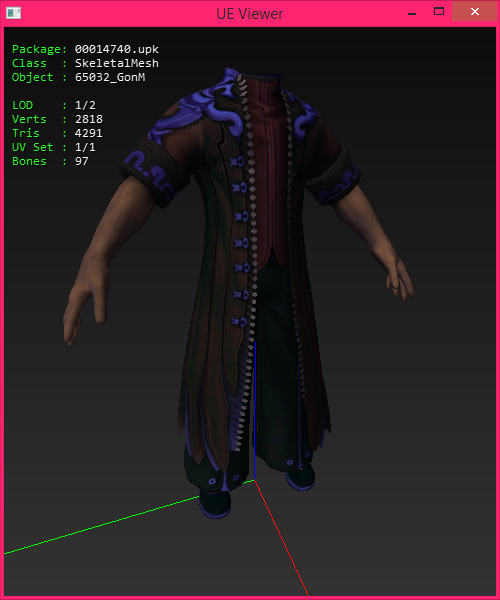 UE Viewer
Package: 00014740.upk
Class : SkeletalMesh
Object : 65032_GonM
LOD : 1/2
Verts : 2818
Tris : 4291
UV Set : 1/1
Bones : 97